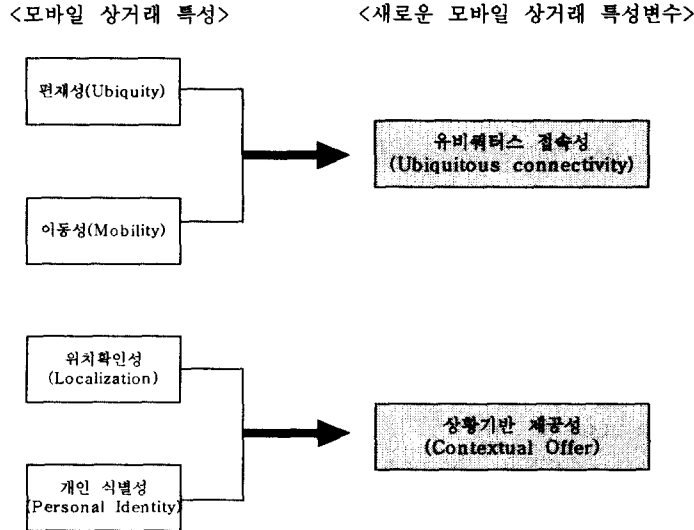 <모바일 상거래 특성>
<새로운 모바일 상거래 특성변수>
편재성(Ubiquity)
이동성(Mobility)
유비쿼터스 접속성
(Ubiquitous connectivity)
위치확인성
(Localization)
개인 식별성
(Personal Identity)
상황기반 제공성
(Contextual Offer)